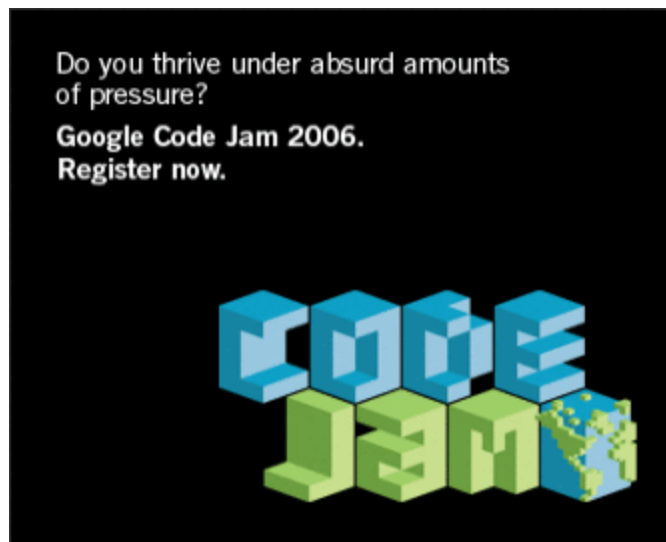 Do you thrive under absurd amounts
of pressure?
Google Code Jam 2006.
Register now.
CODE
JAM